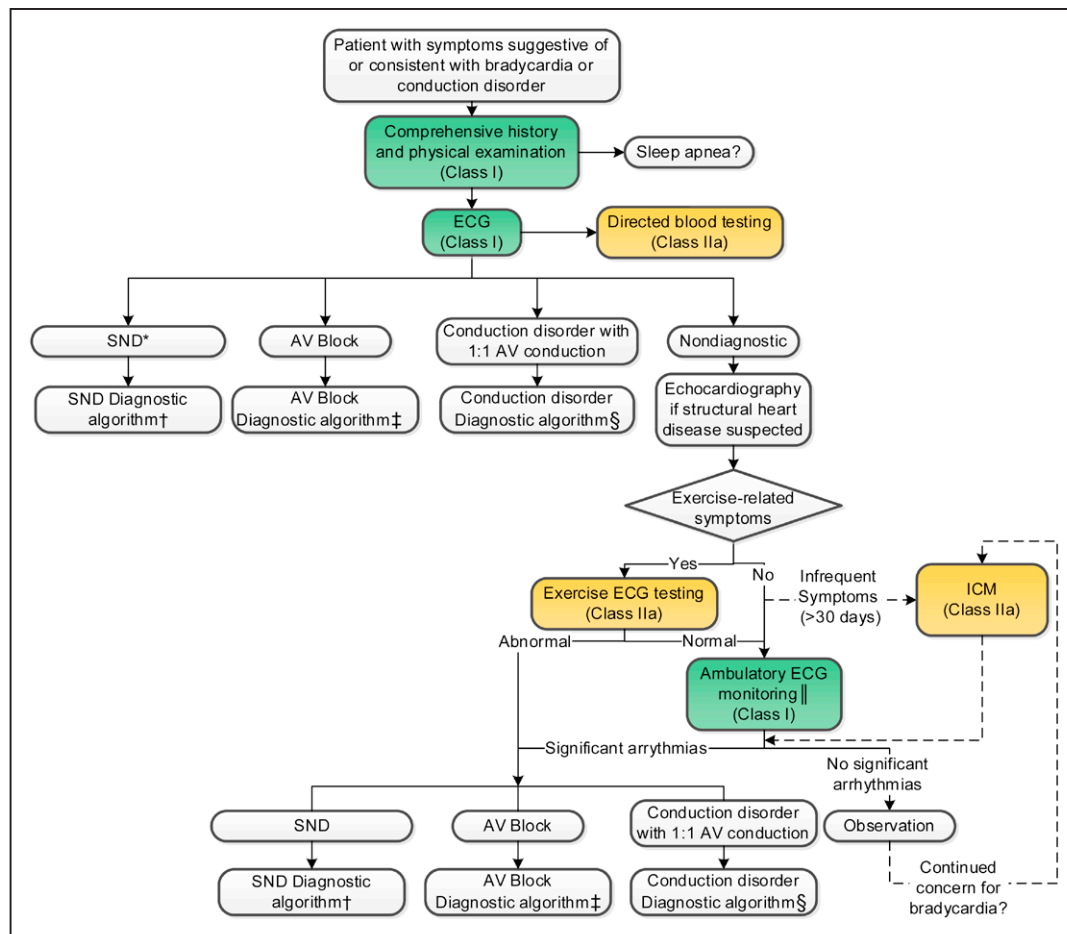 Patient with symptoms suggestive of
or consistent with bradycardia or
conduction disorder
Comprehensive history
and physical examination
(Class I)
Sleep apnea?
ECG
(Class I)
Directed blood testing
(Class IIa)
SND*
AV Block
Conduction disorder with
1:1 AV conduction
Nondiagnostic
SND Diagnostic
algorithm†
AV Block
Diagnostic algorithm‡
Conduction disorder
Diagnostic algorithm§
Echocardiography
if structural heart
disease suspected
Exercise-related
symptoms
Yes
No
Exercise ECG testing
(Class IIa)
Infrequent
Symptoms
(>30 days)
ICM
(Class IIa)
Abnormal
Normal
Ambulatory ECG
monitoring‖
(Class I)
Significant arrythmias
No significant
arrhythmias
SND
AV Block
Conduction disorder
with 1:1 AV conduction
Observation
SND Diagnostic
algorithm†
AV Block
Diagnostic algorithm‡
Conduction disorder
Diagnostic algorithm§
Continued
concern for
bradycardia?